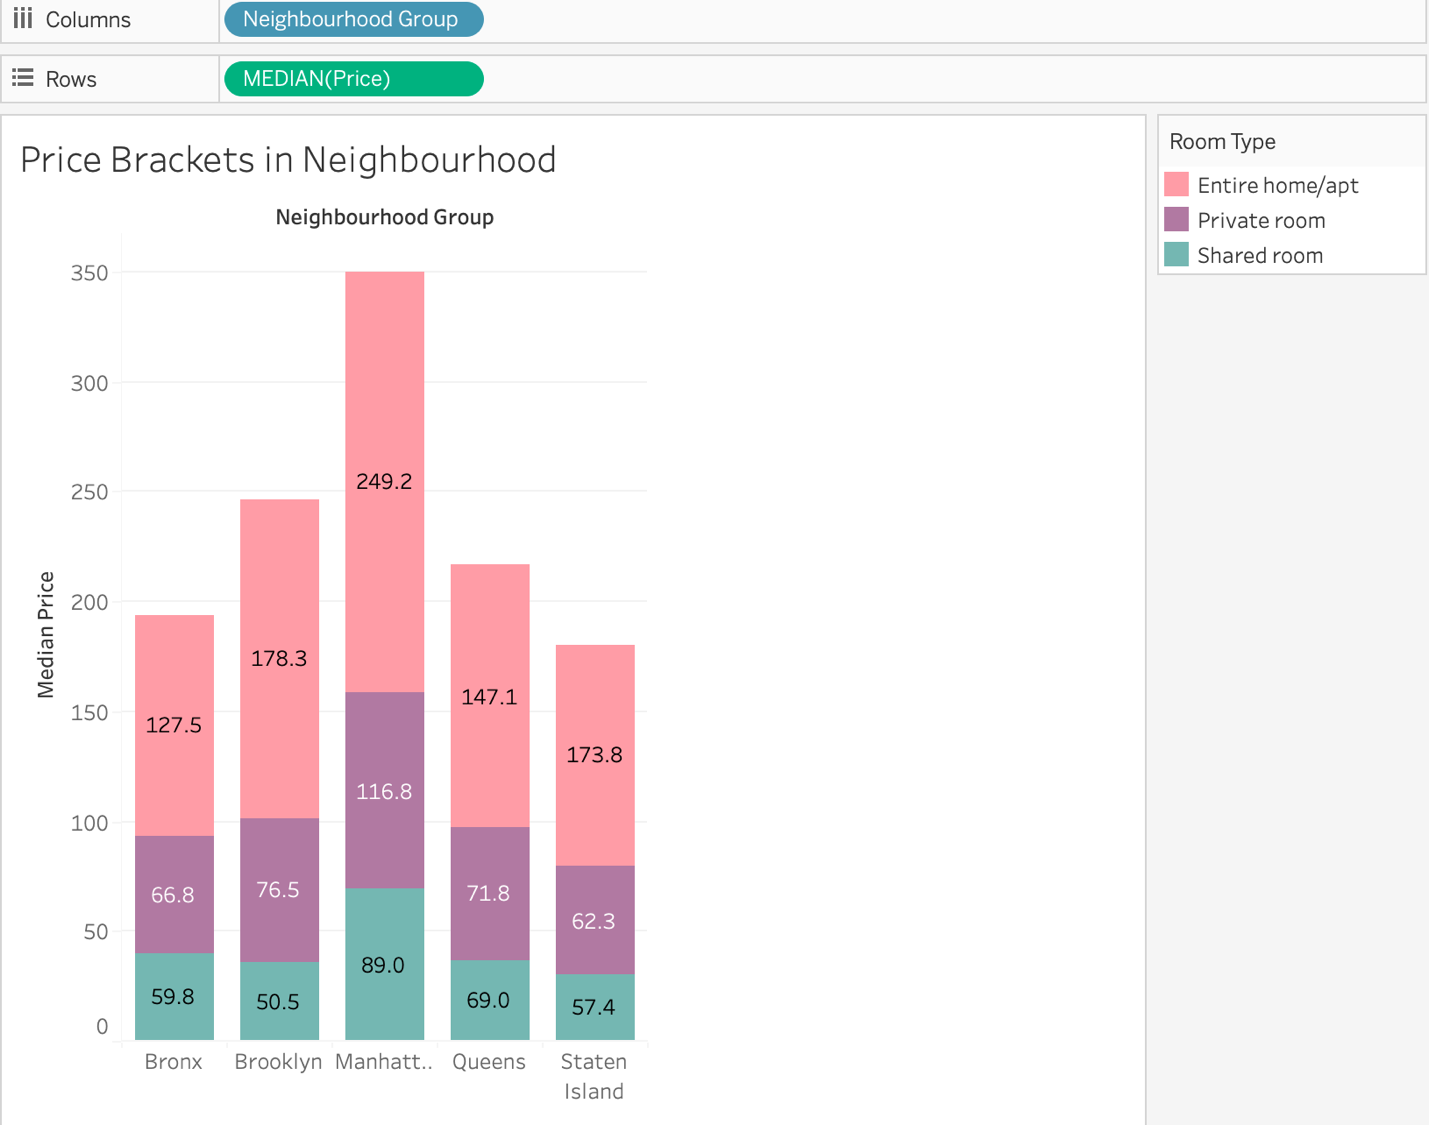 Columns
Neighbourhood Group
Rows
MEDIAN(Price)
Price Brackets in Neighbourhood
Neighbourhood Group
Room Type
Entire home/apt
Private room
Shared room
Median Price
350
300
250
200
150
100
50
0
127.5
66.8
59.8
178.3
76.5
50.5
249.2
116.8
89.0
147.1
71.8
69.0
173.8
62.3
57.4
Bronx
Brooklyn
Manhatt..
Queens
Staten
Island